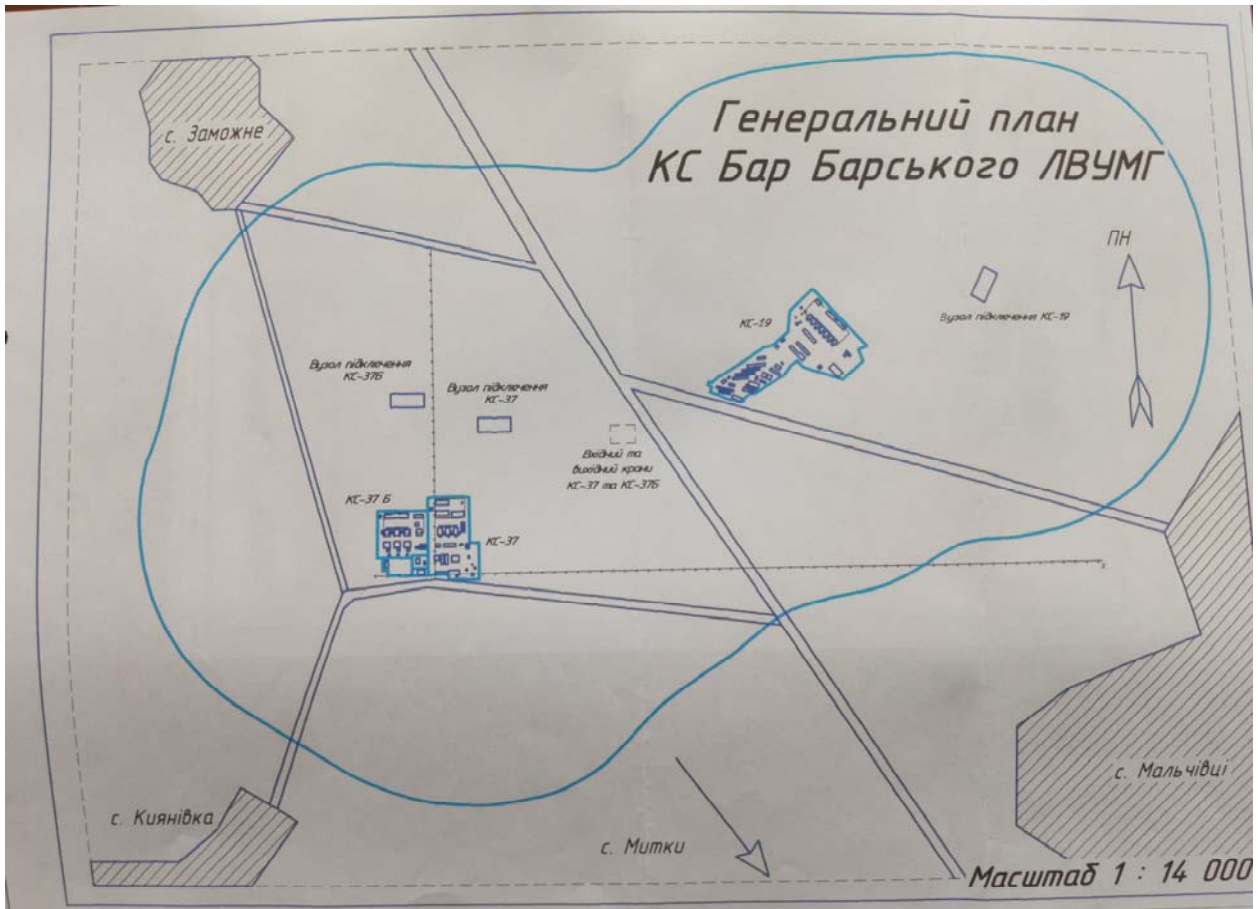 Генеральний план
КС Бар Барського ЛВУМГ
с. Заможне
ПН
КС-19
Вузол підключення КС-19
Вузол підключення
КС-37Б
Вузол підключення
КС-37
Вхідний та
вихідний крани
КС-37 та КС-37Б
КС-37 Б
КС-37
x
с. Мальчівці
с. Киянівка
с. Митки
Масштаб 1 : 14 000